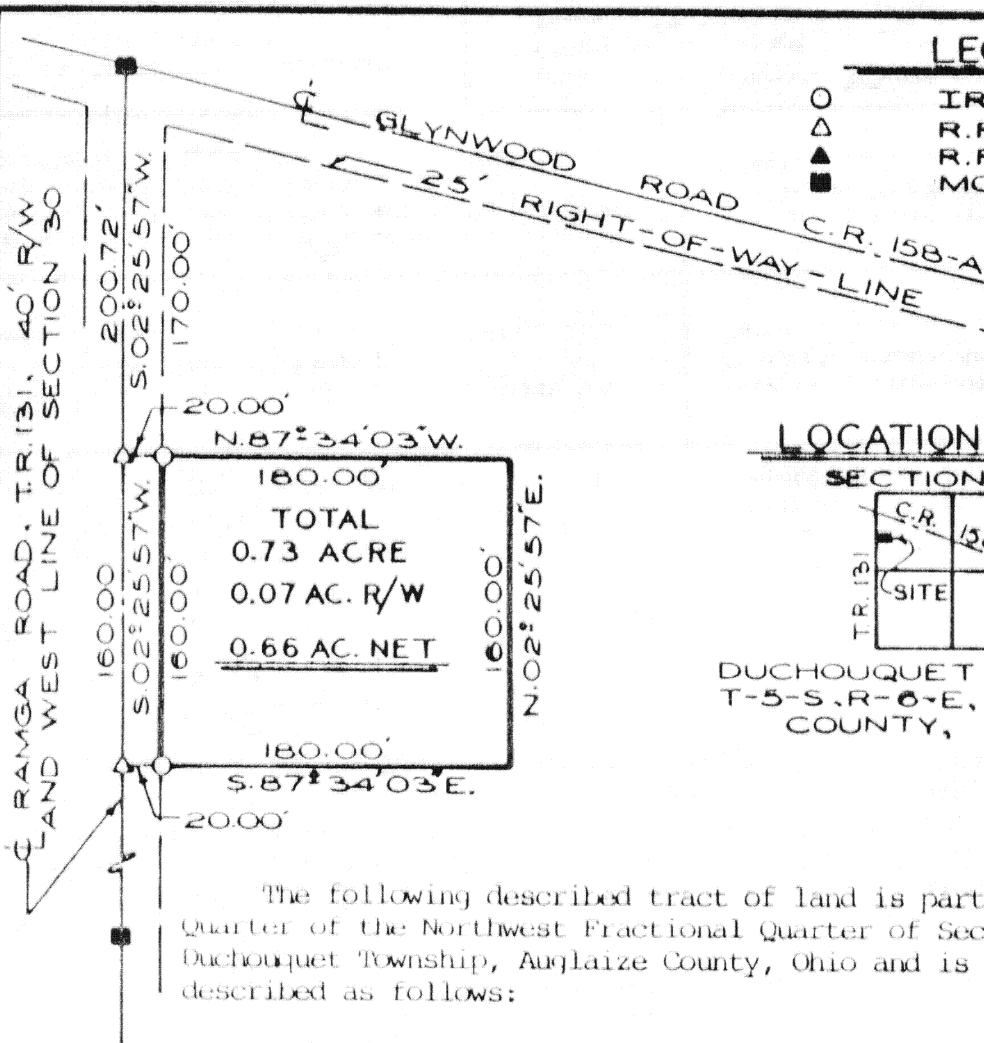 LEG
IR
R.R
R.R
MO
℄ GLYNWOOD ROAD C.R. 158-A
25' RIGHT-OF-WAY-LINE
℄ RAMGA ROAD, T.R. 131, 40' R/W
AND WEST LINE OF SECTION 30
200.72'
S.02°25'57"W.
170.00'
20.00'
N.87°34'03"W.
180.00'
TOTAL
0.73 ACRE
0.07 AC. R/W
0.66 AC. NET
160.00
S.02°25'57"W.
160.00'
160.00'
N.02°25'57"E.
180.00'
S.87°34'03"E.
20.00'
LOCATION
SECTION
C.R. 158
T.R. 131
SITE
DUCHOUQUET
T-5-S, R-6-E,
COUNTY,
The following described tract of land is part
Quarter of the Northwest Fractional Quarter of Sec
Duchouquet Township, Auglaize County, Ohio and is
described as follows: